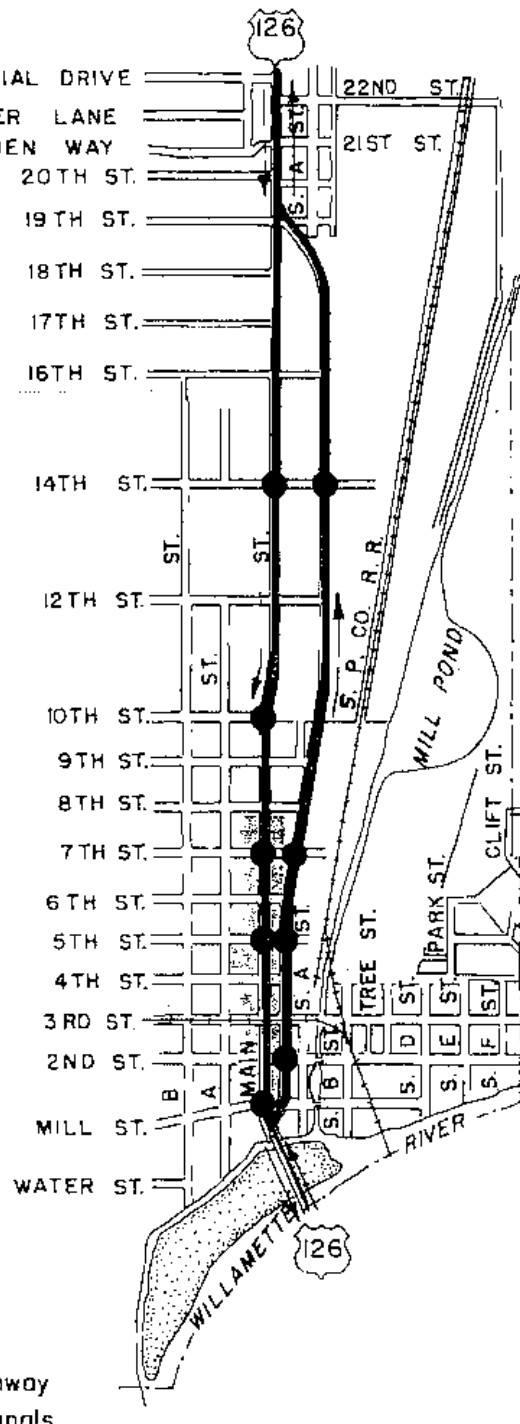 126
IAL DRIVE
ER LANE
EN WAY
20TH ST.
19TH ST.
18TH ST.
17TH ST.
16TH ST.
14TH ST.
12TH ST.
10TH ST.
9TH ST.
8TH ST.
7TH ST.
6TH ST.
5TH ST.
4TH ST.
3RD ST.
2ND ST.
MILL ST.
WATER ST.
22ND ST.
21ST ST.
S. A ST.
ST.
ST.
ST.
S. P. CO. R. R.
MILL POND
CLIFT ST.
PARK ST.
TREE ST.
S. A ST.
MAIN
B
A
S. B ST.
S. D ST.
S. E ST.
S. F ST.
WILLAMETTE RIVER
126
way
nals